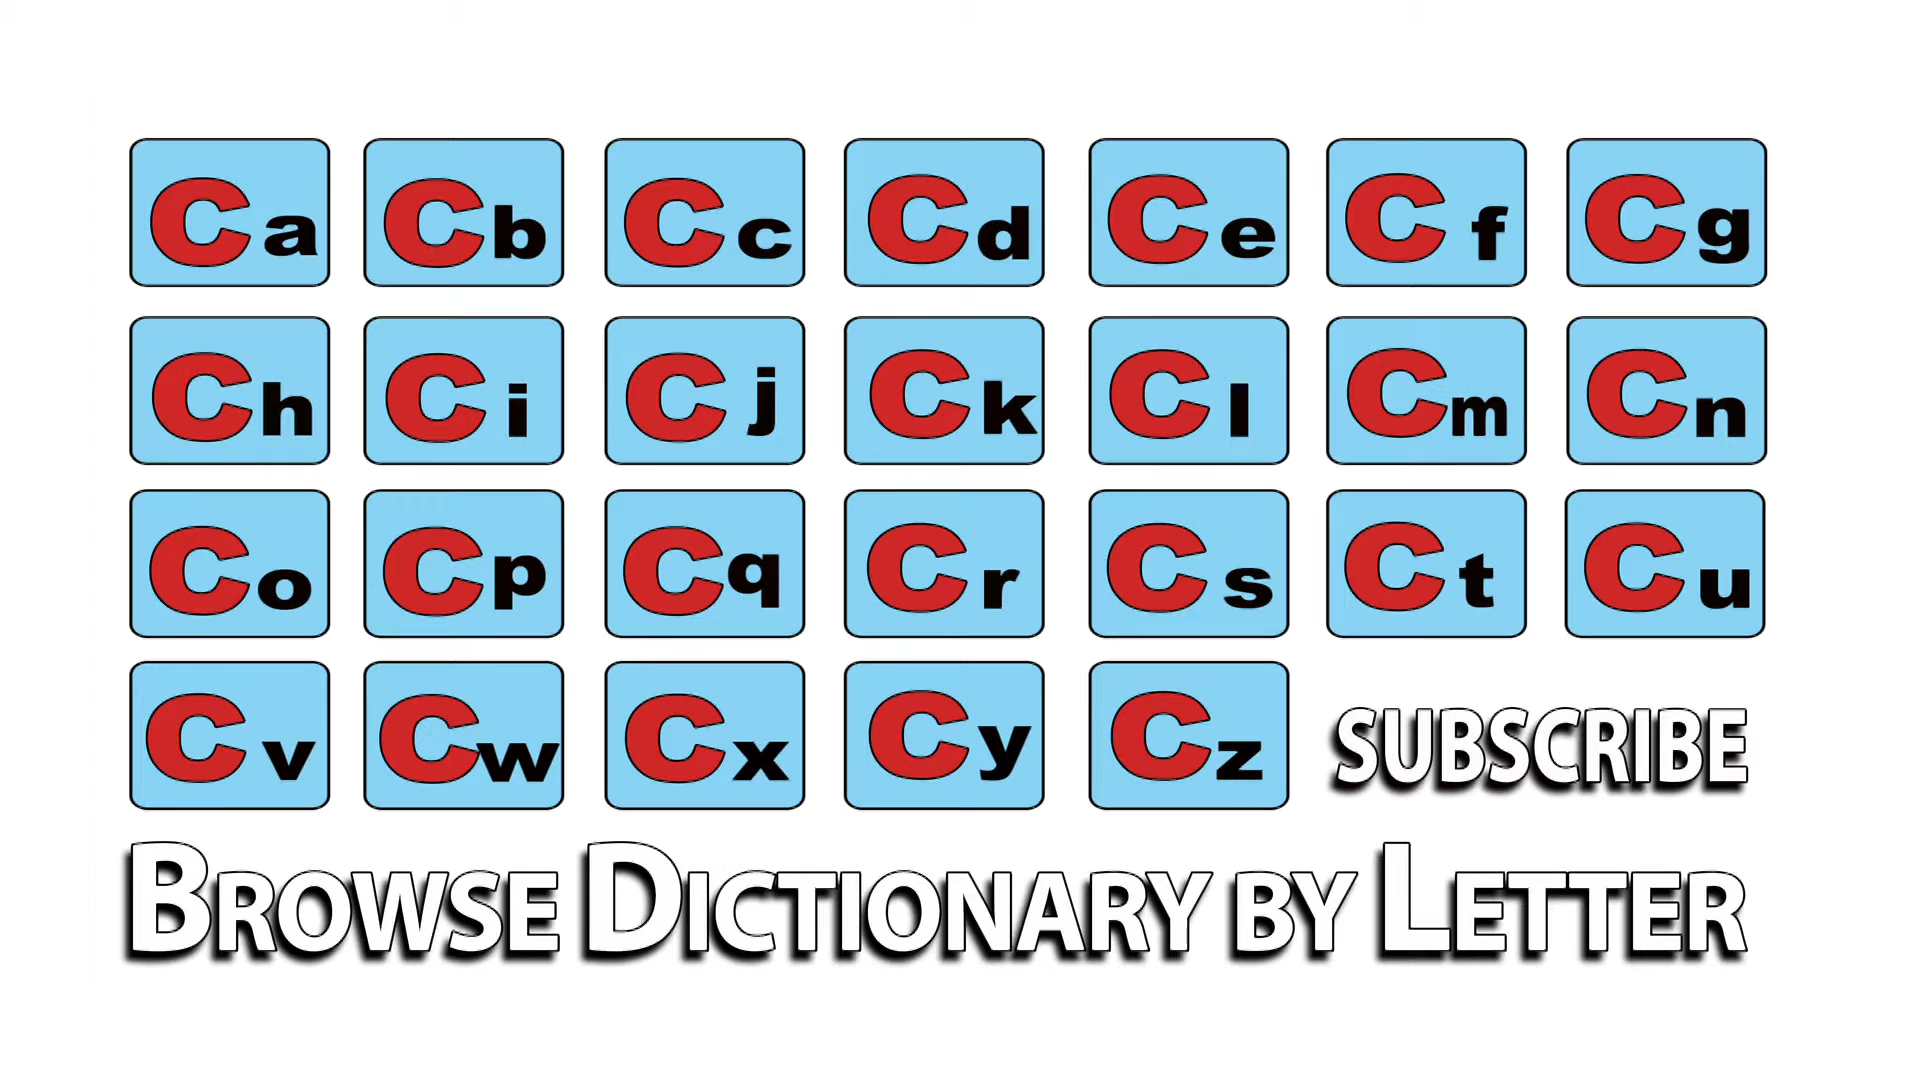 Ca Cb Cc Cd Ce Cf Cg
Ch Ci Cj Ck Cl Cm Cn
Co Cp Cq Cr Cs Ct Cu
Cv Cw Cx Cy Cz SUBSCRIBE
BROWSE DICTIONARY BY LETTER